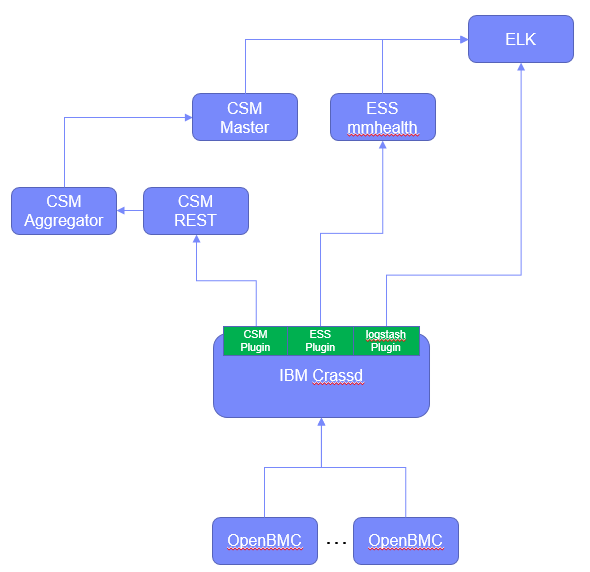 ELK
CSM
Master
ESS
mmhealth
CSM
Aggregator
CSM
REST
CSM
Plugin
ESS
Plugin
logstash
Plugin
IBM Crassd
OpenBMC
...
OpenBMC